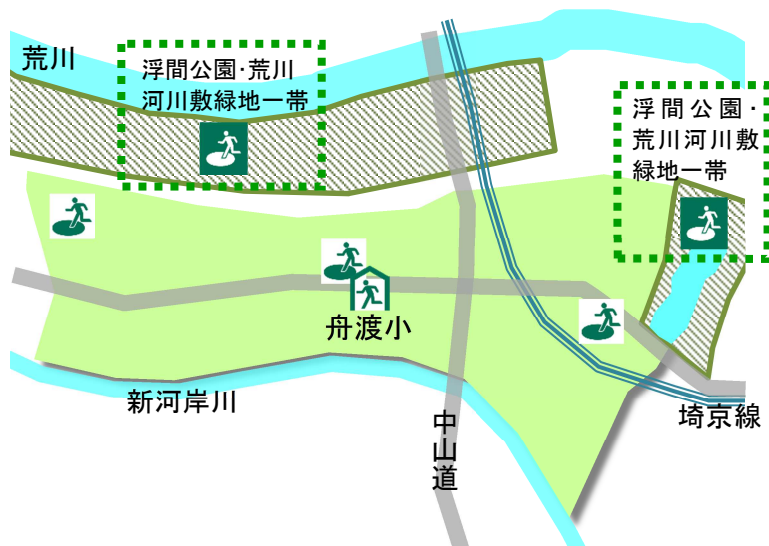 荒川
浮間公園・荒川
河川敷緑地一帯
浮間公園・
荒川河川敷
緑地一帯
舟渡小
新河岸川
中山道
埼京線